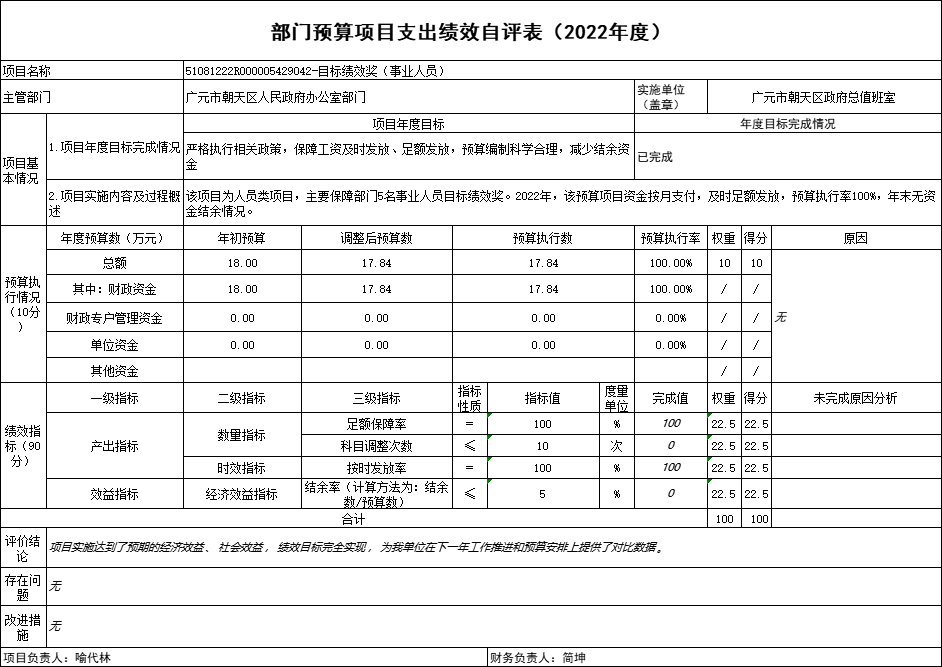 部门预算项目支出绩效自评表（2022年度）
项目名称 51081222R000005429042-目标绩效奖（事业人员）
主管部门 广元市朝天区人民政府办公室部门 实施单位（盖章） 广元市朝天区政府总值班室
项目基本情况 1.项目年度目标完成情况 项目年度目标 年度目标完成情况
严格执行相关政策，保障工资及时发放、足额发放，预算编制科学合理，减少结余资金 已完成
2.项目实施内容及过程概述 该项目为人员类项目，主要保障部门5名事业人员目标绩效奖。2022年，该预算项目资金按月支付，及时足额发放，预算执行率100%，年末无资金结余情况。
预算执行情况（10分） 年度预算数（万元） 年初预算 调整后预算数 预算执行数 预算执行率 权重 得分 原因
总额 18.00 17.84 17.84 100.00% 10 10 无
其中：财政资金 18.00 17.84 17.84 100.00% / /
财政专户管理资金 0.00 0.00 0.00 0.00% / /
单位资金 0.00 0.00 0.00 0.00% / /
其他资金 / /
绩效指标（90分） 一级指标 二级指标 三级指标 指标性质 指标值 度量单位 完成值 权重 得分 未完成原因分析
产出指标 数量指标 足额保障率 ＝ 100 % 100 22.5 22.5
科目调整次数 ≤ 10 次 0 22.5 22.5
时效指标 按时发放率 ＝ 100 % 100 22.5 22.5
效益指标 经济效益指标 结余率（计算方法为：结余数/预算数） ≤ 5 % 0 22.5 22.5
合计 100 100
评价结论 项目实施达到了预期的经济效益、社会效益，绩效目标完全实现，为我单位在下一年工作推进和预算安排上提供了对比数据。
存在问题 无
改进措施 无
项目负责人：喻代林 财务负责人：简坤